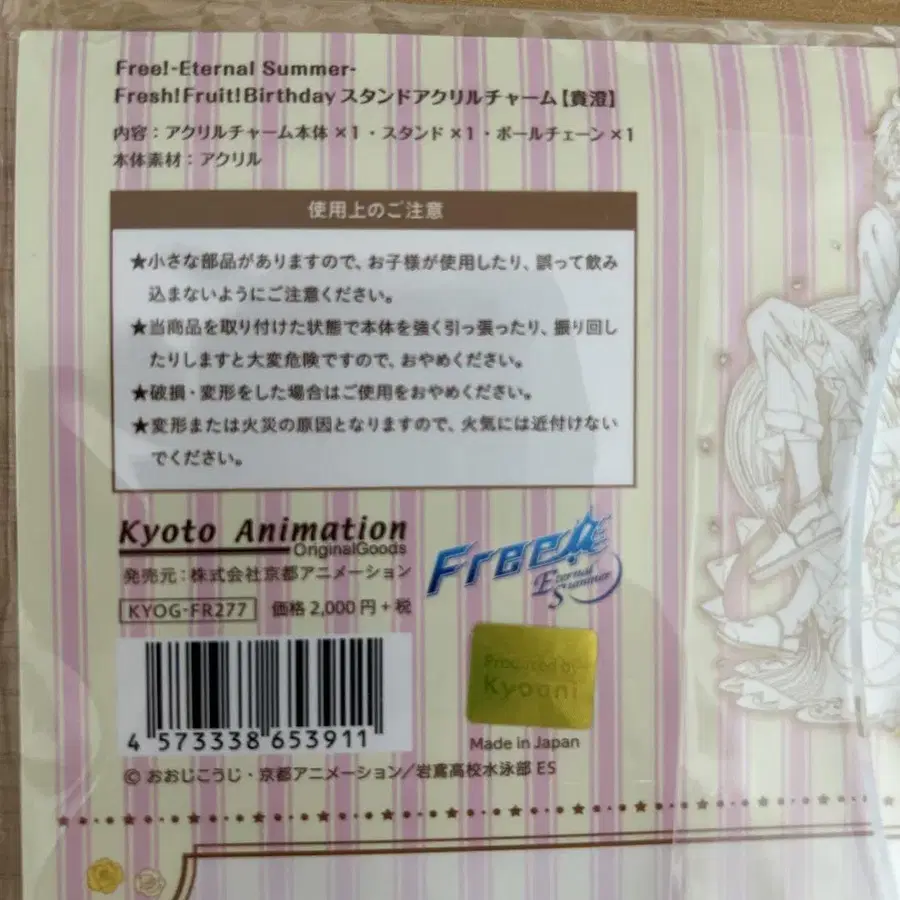 Free!-Eternal Summer-
Fresh!Fruit!Birthday スタンドアクリルチャーム【貴澄】
内容：アクリルチャーム本体×1・スタンド×1・ボールチェーン×1
本体素材：アクリル
使用上のご注意
★小さな部品がありますので、お子様が使用したり、誤って飲み
込まないようにご注意ください。
★当商品を取り付けた状態で本体を強く引っ張ったり、振り回し
たりしますと大変危険ですので、おやめください。
★破損・変形をした場合はご使用をおやめください。
★変形または火災の原因となりますので、火気には近付けない
でください。
Kyoto Animation
OriginalGoods
発売元：株式会社京都アニメーション
KYOG-FR277 価格 2,000円+税
Free!
Eternal Summer
Produced by
Kyoani
Made in Japan
4 573338 653911
© おおじこうじ・京都アニメーション／岩鳶高校水泳部 ES